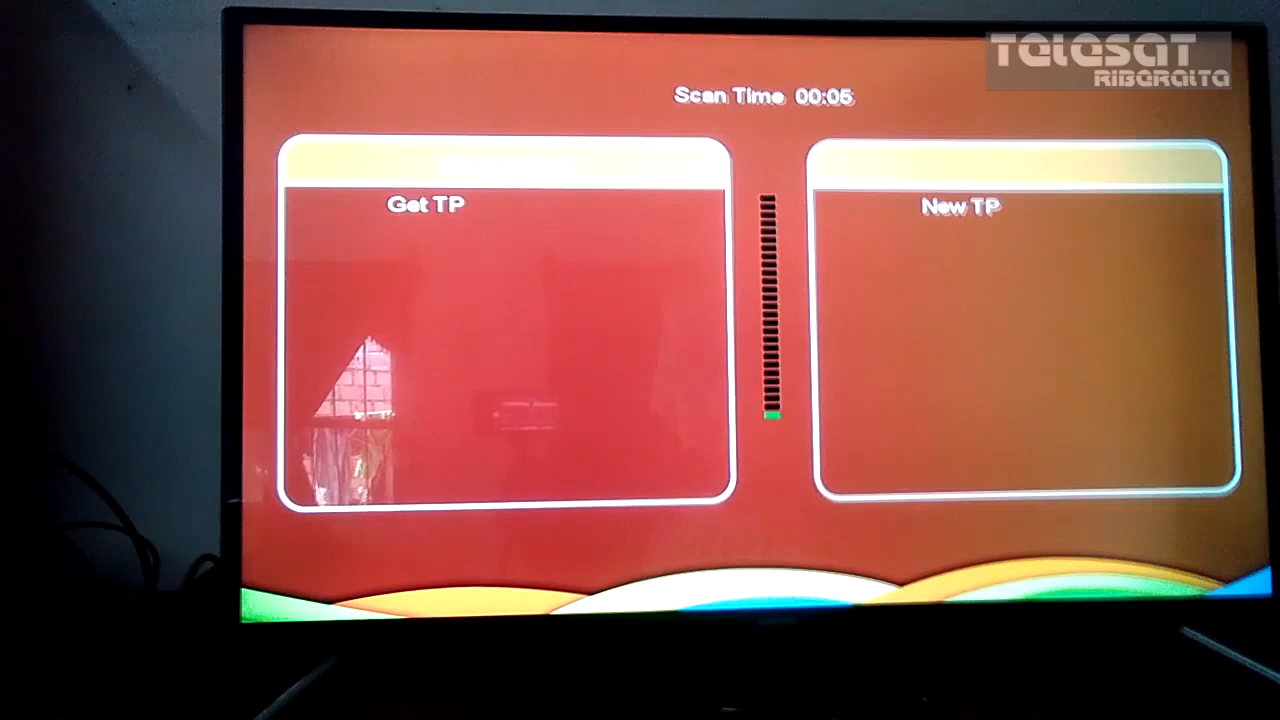 TELESAT
RIBERALTA
Scan Time 00:05
Get TP
New TP